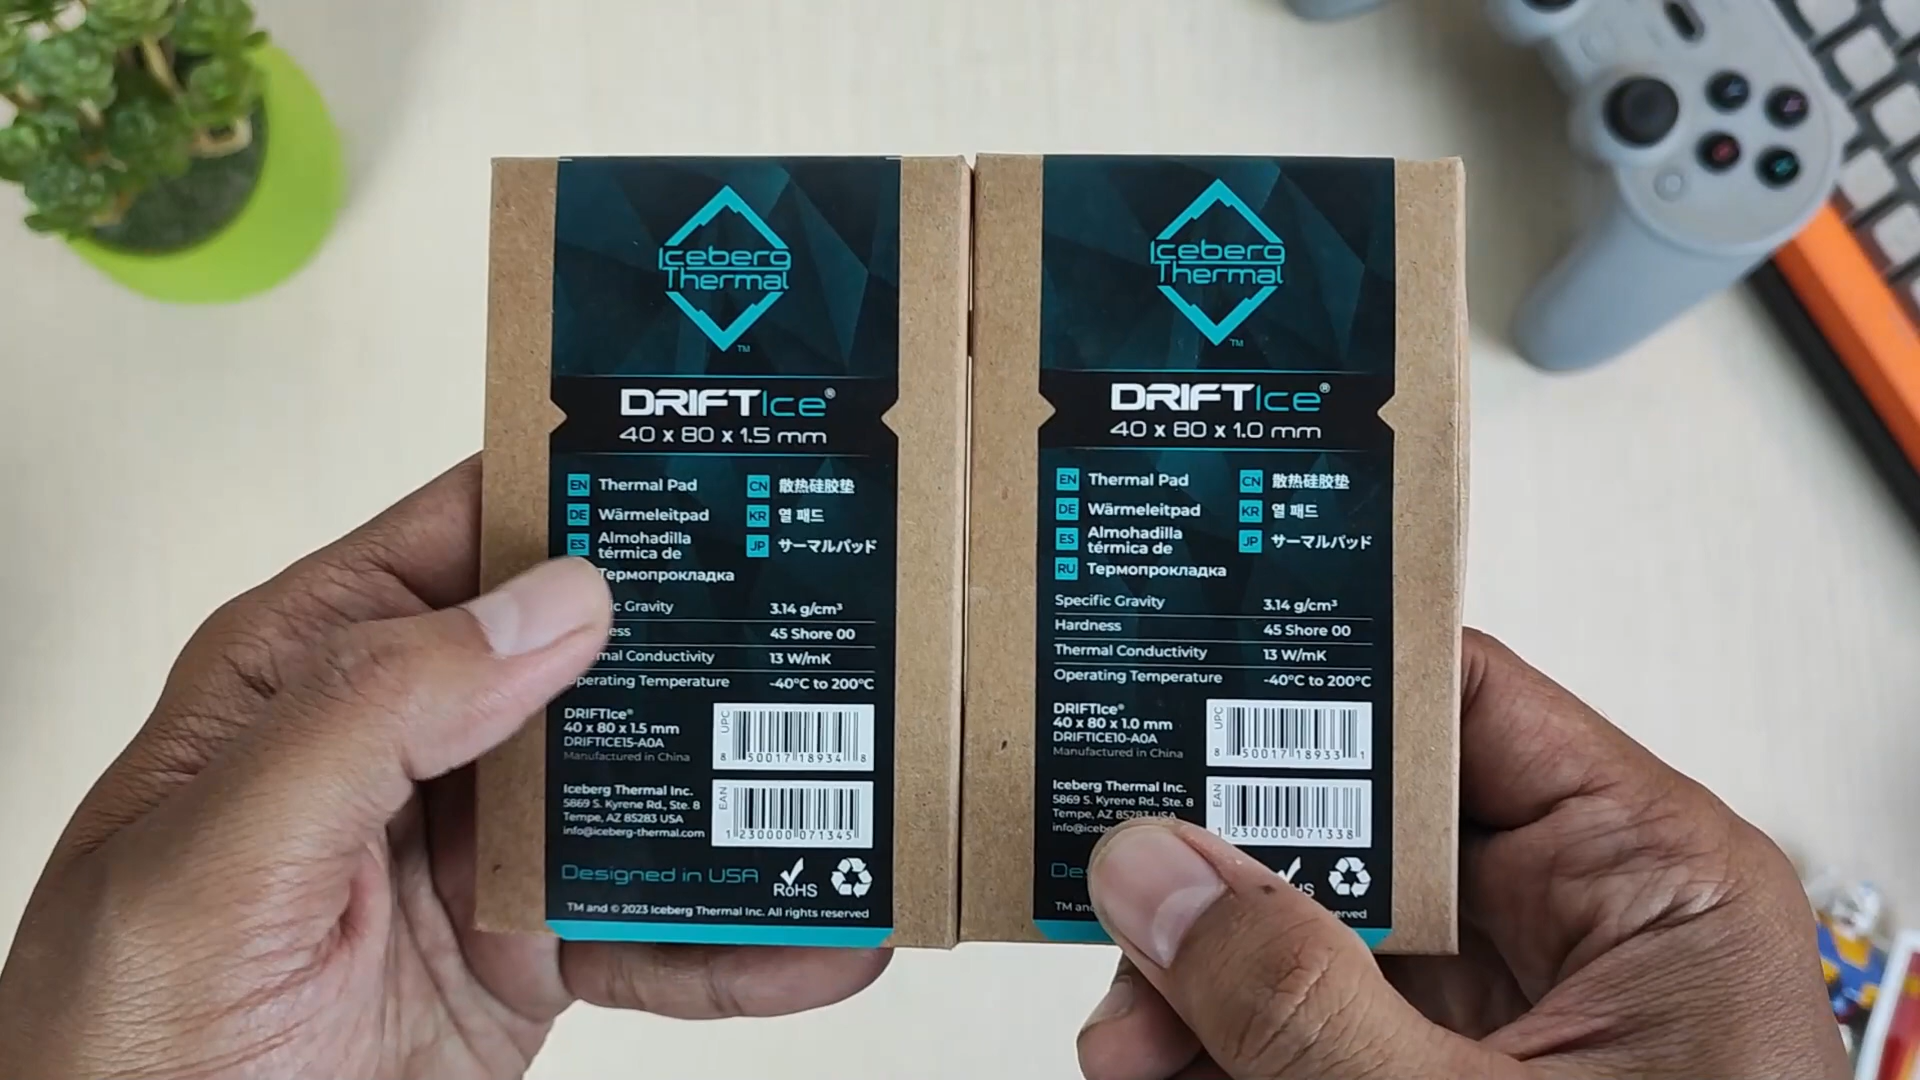 Iceberg
Thermal
TM
DRIFTIce®
40 x 80 x 1.5 mm
EN Thermal Pad
DE Wärmeleitpad
ES Almohadilla
térmica de
Термопрокладка
CN 散热硅胶垫
KR 열 패드
JP サーマルパッド
Gravity 3.14 g/cm³
45 Shore 00
Conductivity 13 W/mK
Operating Temperature -40°C to 200°C
DRIFTIce®
40 x 80 x 1.5 mm
DRIFTICE15-A0A
Manufactured in China
UPC
8 50017 18934 8
Iceberg Thermal Inc.
5869 S. Kyrene Rd., Ste. 8
Tempe, AZ 85283 USA
info@iceberg-thermal.com
EAN
1 230000 071345
Designed in USA
RoHS
TM and © 2023 Iceberg Thermal Inc. All rights reserved
Iceberg
Thermal
TM
DRIFTIce®
40 x 80 x 1.0 mm
EN Thermal Pad
DE Wärmeleitpad
ES Almohadilla
térmica de
RU Термопрокладка
CN 散热硅胶垫
KR 열 패드
JP サーマルパッド
Specific Gravity 3.14 g/cm³
Hardness 45 Shore 00
Thermal Conductivity 13 W/mK
Operating Temperature -40°C to 200°C
DRIFTIce®
40 x 80 x 1.0 mm
DRIFTICE10-A0A
Manufactured in China
UPC
8 50017 18933 1
Iceberg Thermal Inc.
5869 S. Kyrene Rd., Ste. 8
Tempe, AZ 85283 USA
EAN
1 230000 071338
TM